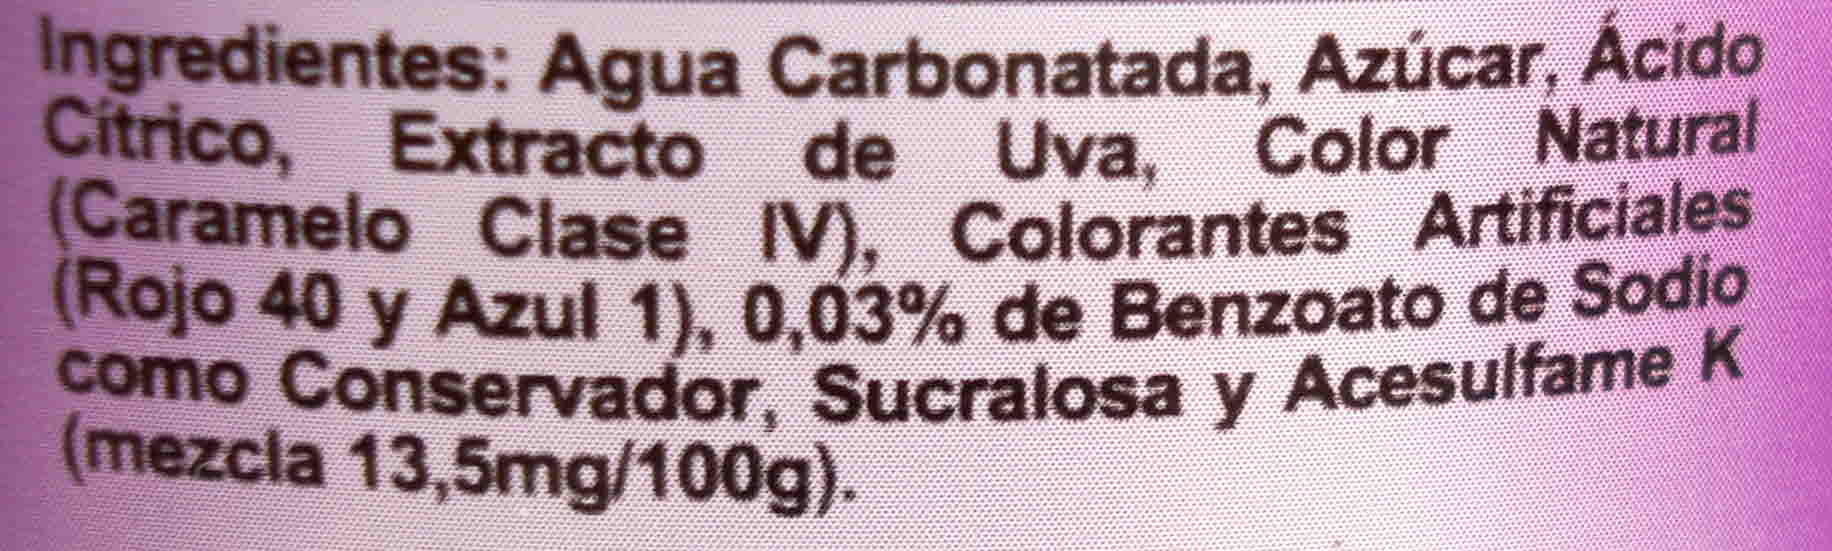 Ingredientes: Agua Carbonatada, Azúcar, Ácido
Cítrico, Extracto de Uva, Color Natural
(Caramelo Clase IV), Colorantes Artificiales
(Rojo 40 y Azul 1), 0,03% de Benzoato de Sodio
como Conservador, Sucralosa y Acesulfame K
(mezcla 13,5mg/100g).